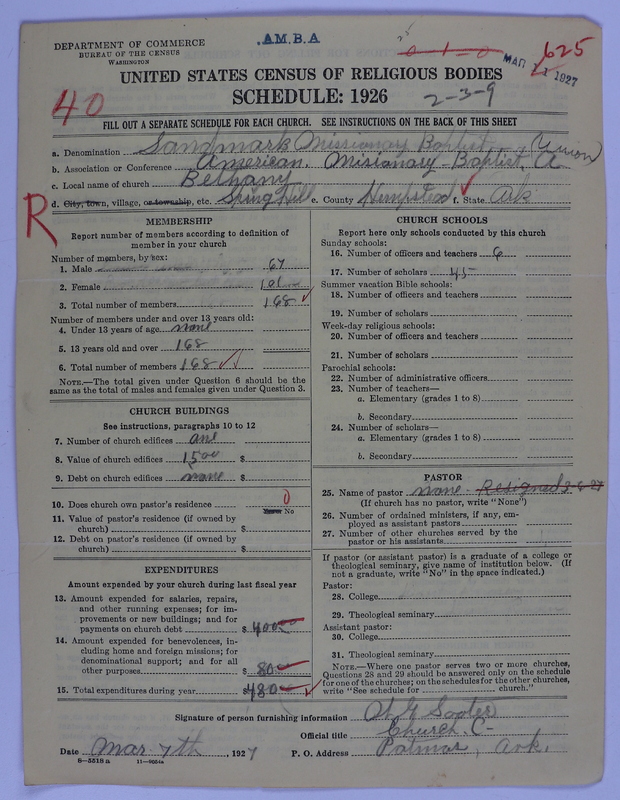 .A.M.B.A
DEPARTMENT OF COMMERCE
BUREAU OF THE CENSUS
WASHINGTON
0-1-0
625
MAR 11 1927
UNITED STATES CENSUS OF RELIGIOUS BODIES
SCHEDULE: 1926
40
2-3-9
FILL OUT A SEPARATE SCHEDULE FOR EACH CHURCH. SEE INSTRUCTIONS ON THE BACK OF THIS SHEET
a. Denomination Landmark Missionary Baptist (Union)
b. Association or Conference American Misionary Baptist A
c. Local name of church Bethany
d. City, town, village, or township, etc. Spring Hill e. County Hempstead f. State Ark
R
MEMBERSHIP
Report number of members according to definition of member in your church
Number of members, by sex:
1. Male 67
2. Female 101
3. Total number of members 168
Number of members under and over 13 years old:
4. Under 13 years of age none
5. 13 years old and over 168
6. Total number of members 168
NOTE.—The total given under Question 6 should be the same as the total of males and females given under Question 3.
CHURCH BUILDINGS
See instructions, paragraphs 10 to 12
7. Number of church edifices one
8. Value of church edifices 1500 $
9. Debt on church edifices none $
10. Does church own pastor's residence 0
Yes or No
11. Value of pastor's residence (if owned by church) $
12. Debt on pastor's residence (if owned by church) $
EXPENDITURES
Amount expended by your church during last fiscal year
13. Amount expended for salaries, repairs, and other running expenses; for improvements or new buildings; and for payments on church debt $ 400
14. Amount expended for benevolences, including home and foreign missions; for denominational support; and for all other purposes $ 80
15. Total expenditures during year $ 480
CHURCH SCHOOLS
Report here only schools conducted by this church
Sunday schools:
16. Number of officers and teachers 6
17. Number of scholars 45
Summer vacation Bible schools:
18. Number of officers and teachers
19. Number of scholars
Week-day religious schools:
20. Number of officers and teachers
21. Number of scholars
Parochial schools:
22. Number of administrative officers
23. Number of teachers—
a. Elementary (grades 1 to 8)
b. Secondary
24. Number of scholars—
a. Elementary (grades 1 to 8)
b. Secondary
PASTOR
25. Name of pastor none Resigned 3-6-27
(If church has no pastor, write "None")
26. Number of ordained ministers, if any, employed as assistant pastors
27. Number of other churches served by the pastor or his assistants
If pastor (or assistant pastor) is a graduate of a college or theological seminary, give name of institution below. (If not a graduate, write "No" in the space indicated.)
Pastor:
28. College
29. Theological seminary
Assistant pastor:
30. College
31. Theological seminary
NOTE.—Where one pastor serves two or more churches, Questions 28 and 29 should be answered only on the schedule for one of the churches; on the schedules for the other churches, write "See schedule for church."
Signature of person furnishing information
Official title Church C-
Date Mar 7th, 1927 P. O. Address Patmos, Ark.
8-5518a 11-9664a